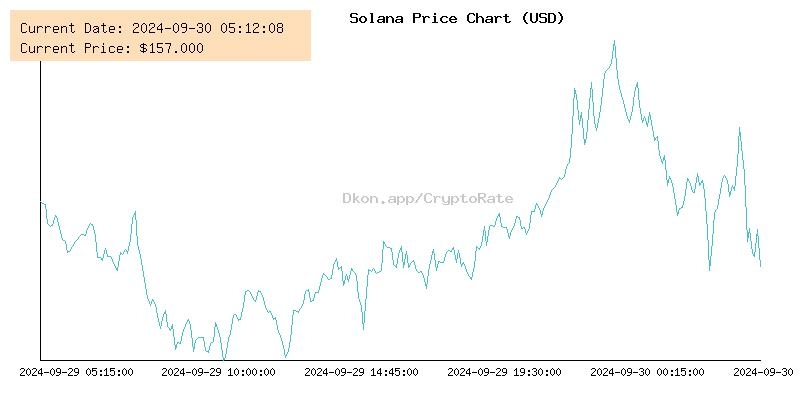 Solana Price Chart (USD)
Current Date: 2024-09-30 05:12:08
Current Price: $157.000
Dkon.app/CryptoRate
2024-09-29 05:15:00 2024-09-29 10:00:00 2024-09-29 14:45:00 2024-09-29 19:30:00 2024-09-30 00:15:00 2024-09-30